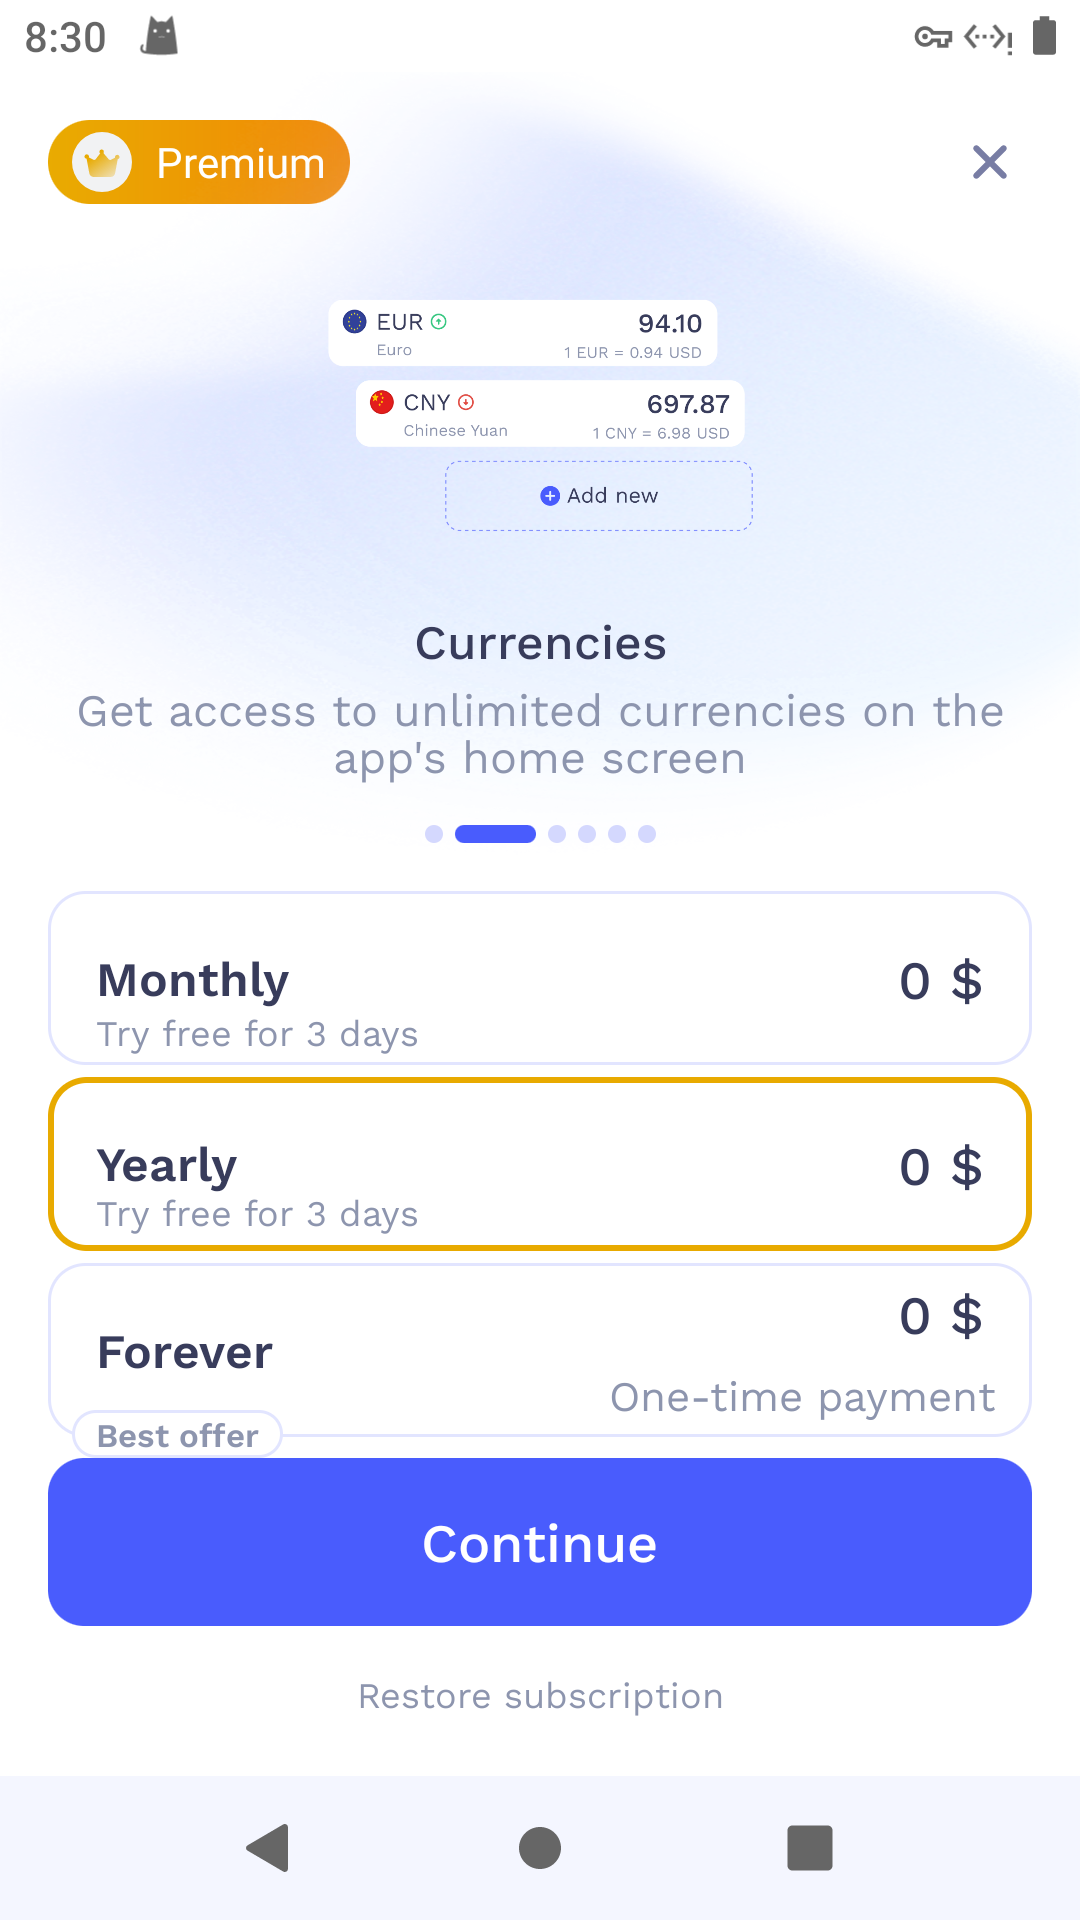 8:30
Premium
EUR
94.10
Euro
1 EUR = 0.94 USD
CNY
697.87
Chinese Yuan
1 CNY = 6.98 USD
Add new
Currencies
Get access to unlimited currencies on the
app's home screen
Monthly
0 $
Try free for 3 days
Yearly
0 $
Try free for 3 days
0 $
Forever
One-time payment
Best offer
Continue
Restore subscription